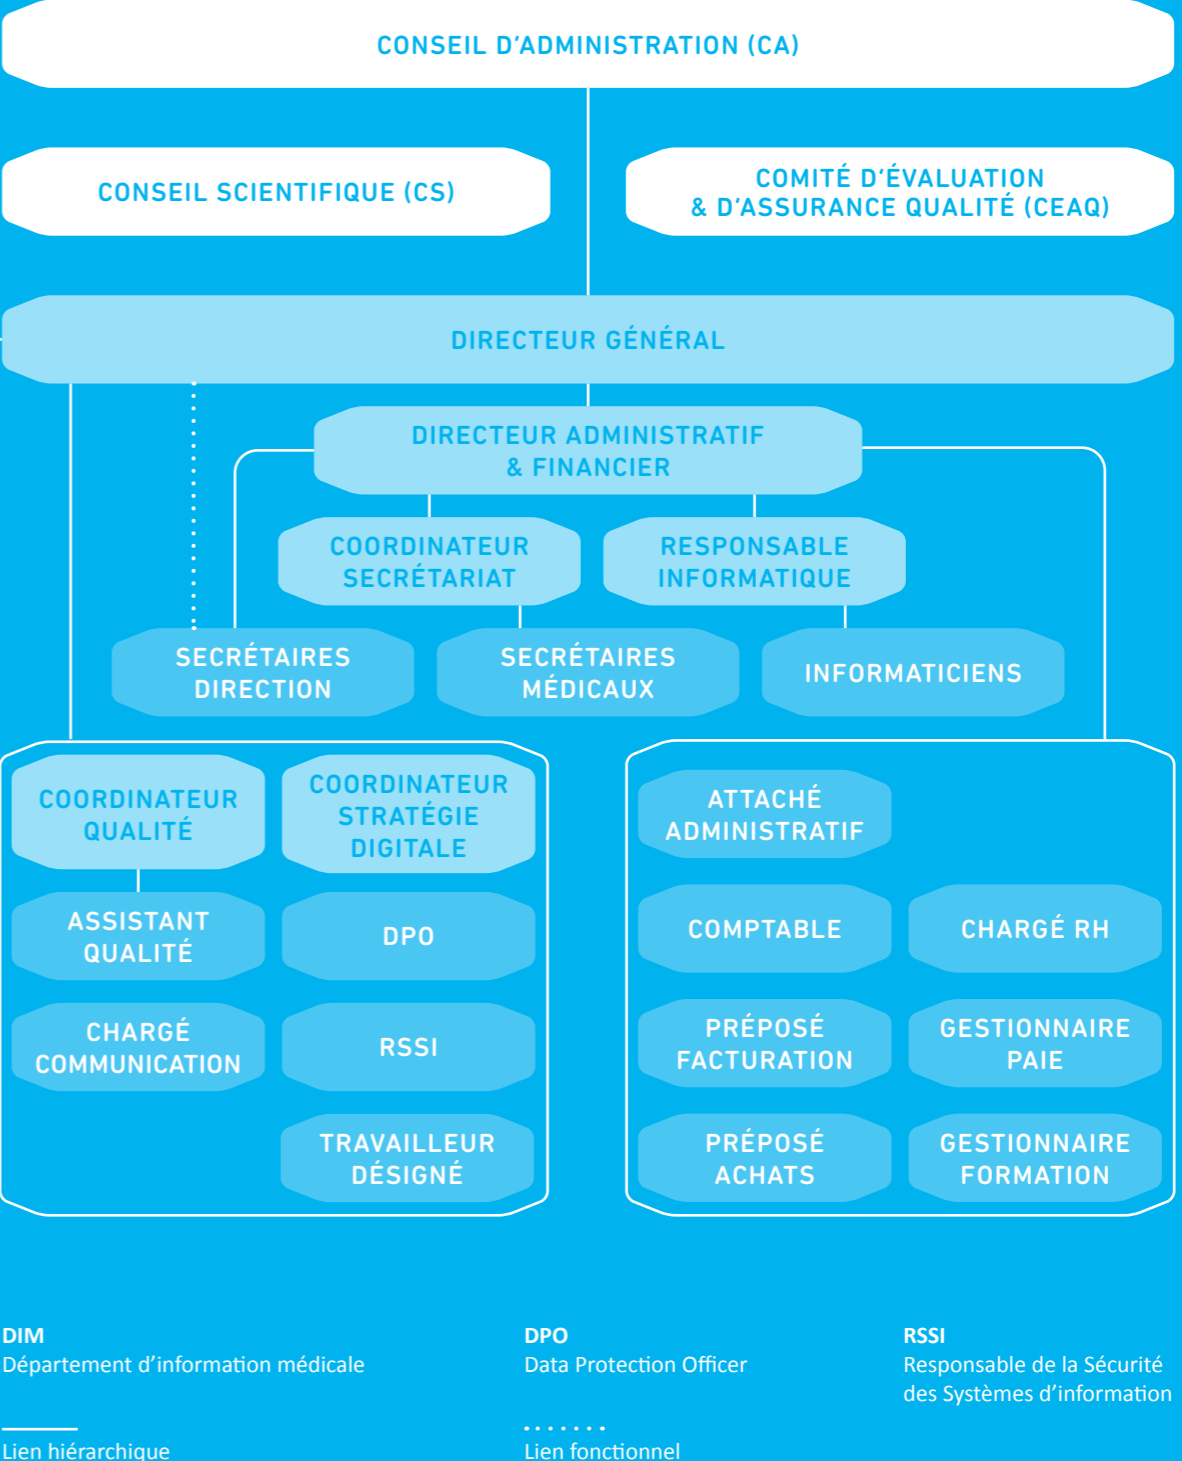 CONSEIL D'ADMINISTRATION (CA)
CONSEIL SCIENTIFIQUE (CS)
COMITÉ D'ÉVALUATION
& D'ASSURANCE QUALITÉ (CEAQ)
DIRECTEUR GÉNÉRAL
DIRECTEUR ADMINISTRATIF
& FINANCIER
COORDINATEUR
SECRÉTARIAT
RESPONSABLE
INFORMATIQUE
SECRÉTAIRES
DIRECTION
SECRÉTAIRES
MÉDICAUX
INFORMATICIENS
COORDINATEUR
QUALITÉ
COORDINATEUR
STRATÉGIE
DIGITALE
ASSISTANT
QUALITÉ
DPO
CHARGÉ
COMMUNICATION
RSSI
TRAVAILLEUR
DÉSIGNÉ
ATTACHÉ
ADMINISTRATIF
COMPTABLE
CHARGÉ RH
PRÉPOSÉ
FACTURATION
GESTIONNAIRE
PAIE
PRÉPOSÉ
ACHATS
GESTIONNAIRE
FORMATION
DIM
Département d'information médicale
DPO
Data Protection Officer
RSSI
Responsable de la Sécurité
des Systèmes d'information
Lien hiérarchique
Lien fonctionnel